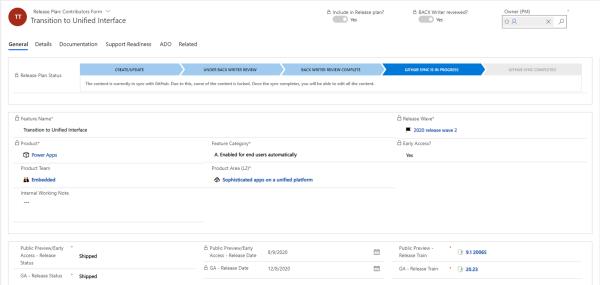 TT
Release Plan: Contributors Form
Transition to Unified Interface
Include in Release plan?
Yes
BACK Writer reviewed?
Yes
Owner (PM)
General Details Documentation Support Readiness ADO Related
Release Plan Status
CREATE/UPDATE
UNDER BACK WRITER REVIEW
BACK WRITER REVIEW COMPLETE
GITHUB SYNC IS IN PROGRESS
GITHUB SYNC COMPLETED
The content is currently in sync with GitHub. Due to this, some of the content is locked. Once the sync completes, you will be able to edit all the content.
Feature Name*
Transition to Unified Interface
Release Wave*
2020 release wave 2
Product*
Power Apps
Feature Category*
A. Enabled for end users automatically
Early Access?
Yes
Product Team
Embedded
Product Area (L2)*
Sophisticated apps on a unified platform
Internal Working Note
---
Public Preview/Early Access - Release Status *
Shipped
Public Preview/Early Access - Release Date
8/9/2020
Public Preview - Release Train *
9.1 20065
GA - Release Status *
Shipped
GA - Release Date
12/8/2020
GA - Release Train *
20.23